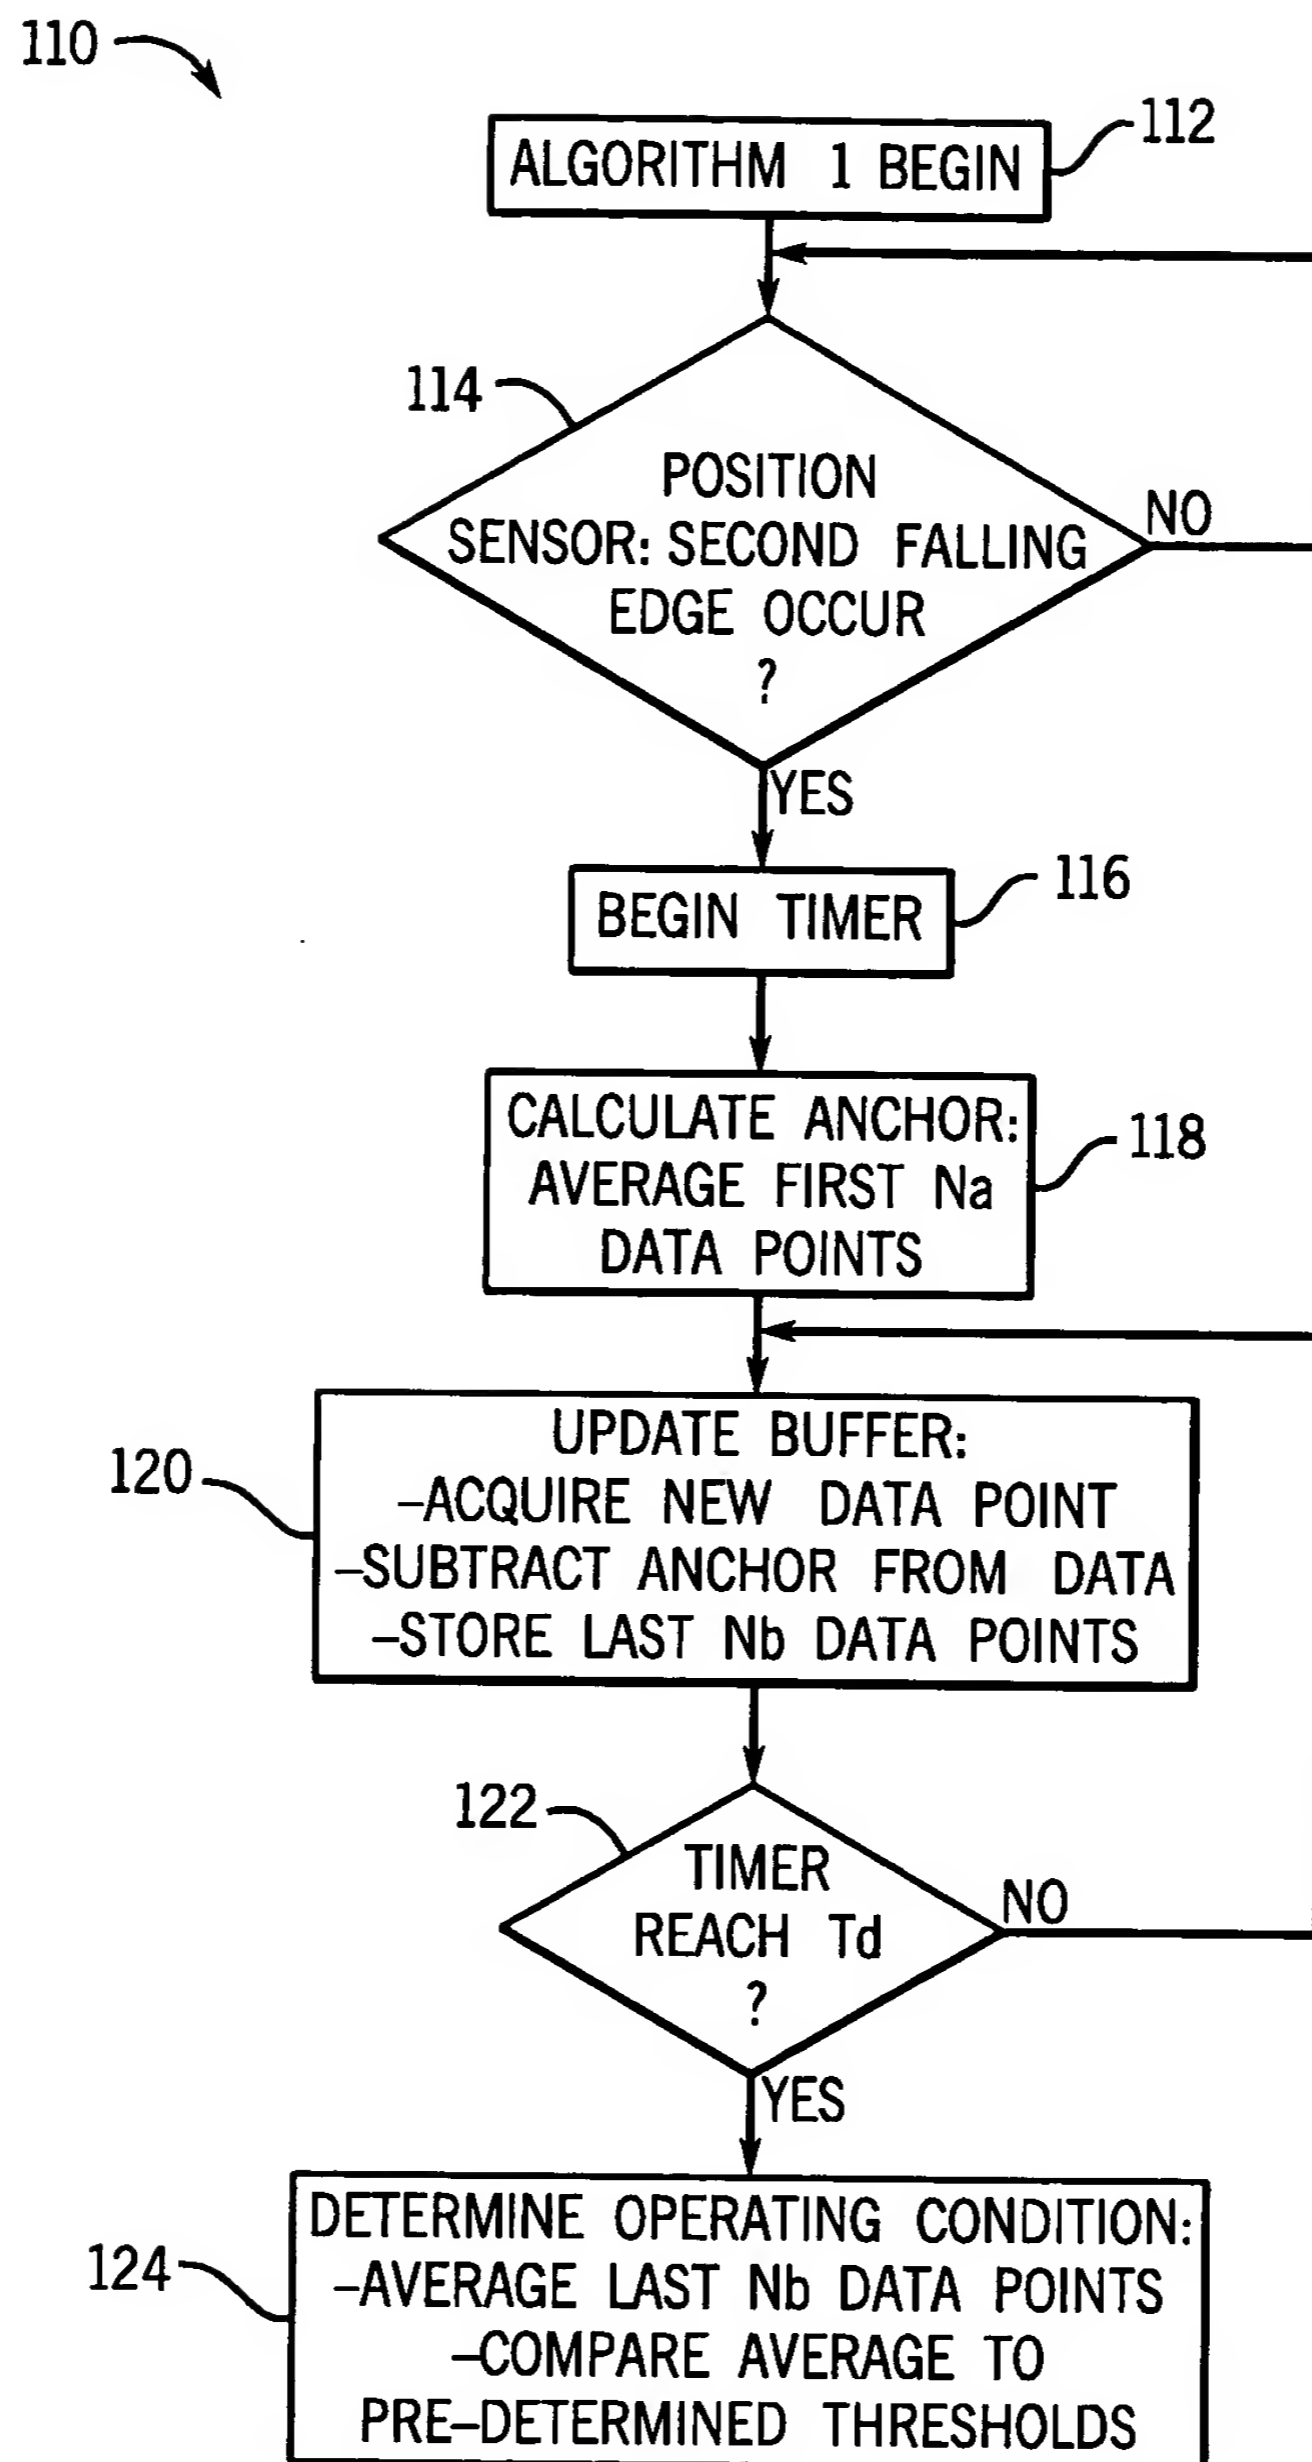 110
ALGORITHM 1 BEGIN
112
114
POSITION
SENSOR: SECOND FALLING
EDGE OCCUR
?
NO
YES
BEGIN TIMER
116
CALCULATE ANCHOR:
AVERAGE FIRST Na
DATA POINTS
118
120
UPDATE BUFFER:
-ACQUIRE NEW DATA POINT
-SUBTRACT ANCHOR FROM DATA
-STORE LAST Nb DATA POINTS
122
TIMER
REACH Td
?
NO
YES
124
DETERMINE OPERATING CONDITION:
-AVERAGE LAST Nb DATA POINTS
-COMPARE AVERAGE TO
PRE-DETERMINED THRESHOLDS